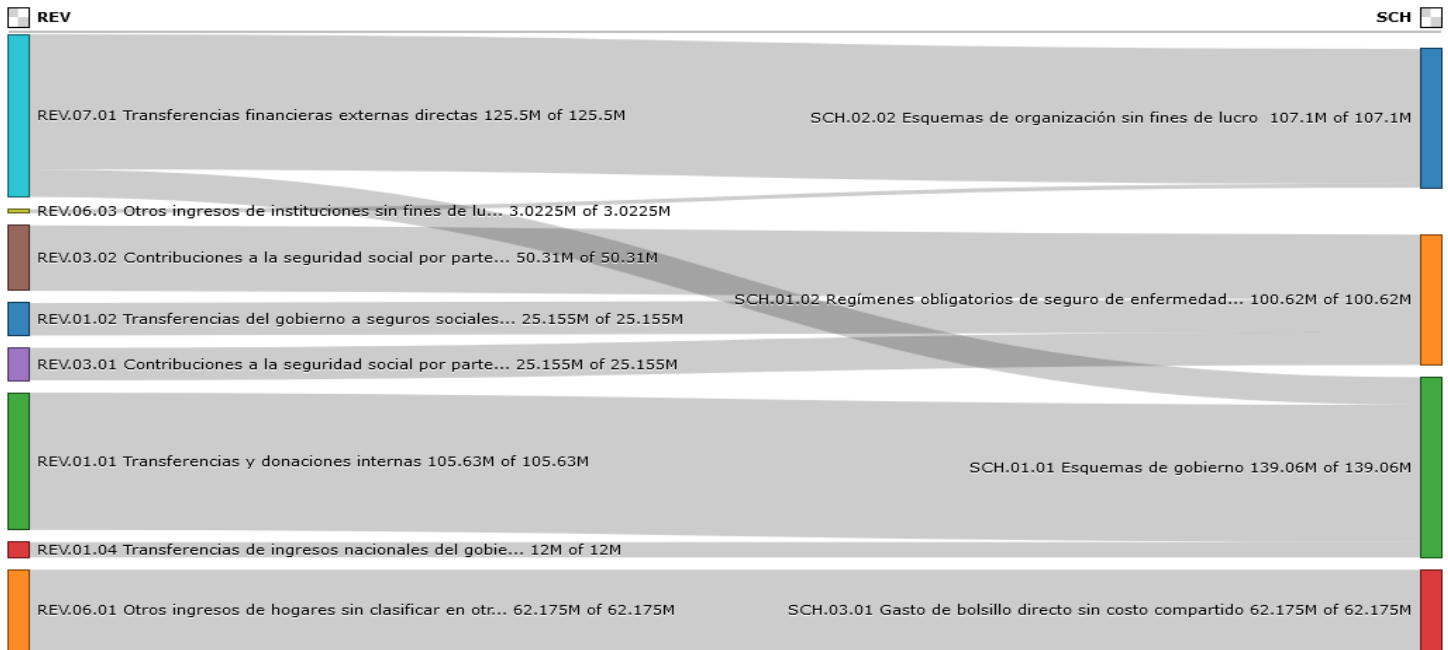 REV SCH
REV.07.01 Transferencias financieras externas directas 125.5M of 125.5M
SCH.02.02 Esquemas de organización sin fines de lucro 107.1M of 107.1M
REV.06.03 Otros ingresos de instituciones sin fines de lu... 3.0225M of 3.0225M
REV.03.02 Contribuciones a la seguridad social por parte... 50.31M of 50.31M
SCH.01.02 Regímenes obligatorios de seguro de enfermedad... 100.62M of 100.62M
REV.01.02 Transferencias del gobierno a seguros sociales... 25.155M of 25.155M
REV.03.01 Contribuciones a la seguridad social por parte... 25.155M of 25.155M
REV.01.01 Transferencias y donaciones internas 105.63M of 105.63M
SCH.01.01 Esquemas de gobierno 139.06M of 139.06M
REV.01.04 Transferencias de ingresos nacionales del gobie... 12M of 12M
REV.06.01 Otros ingresos de hogares sin clasificar en otr... 62.175M of 62.175M
SCH.03.01 Gasto de bolsillo directo sin costo compartido 62.175M of 62.175M